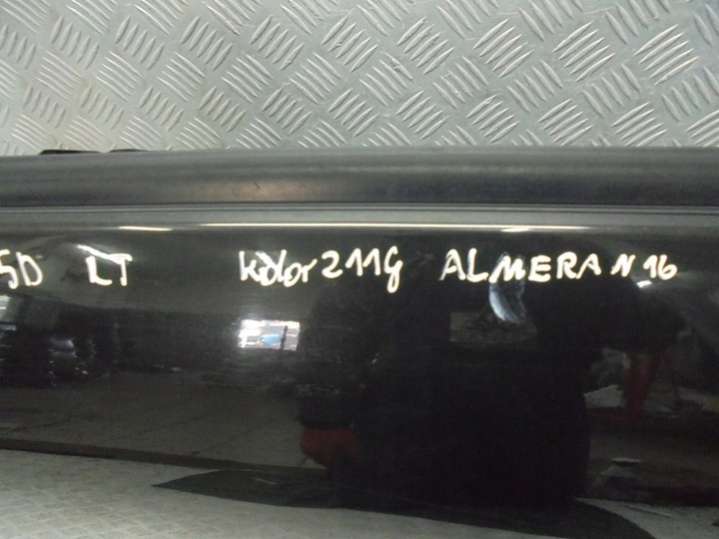 5D LT kolor 211G ALMERA N16